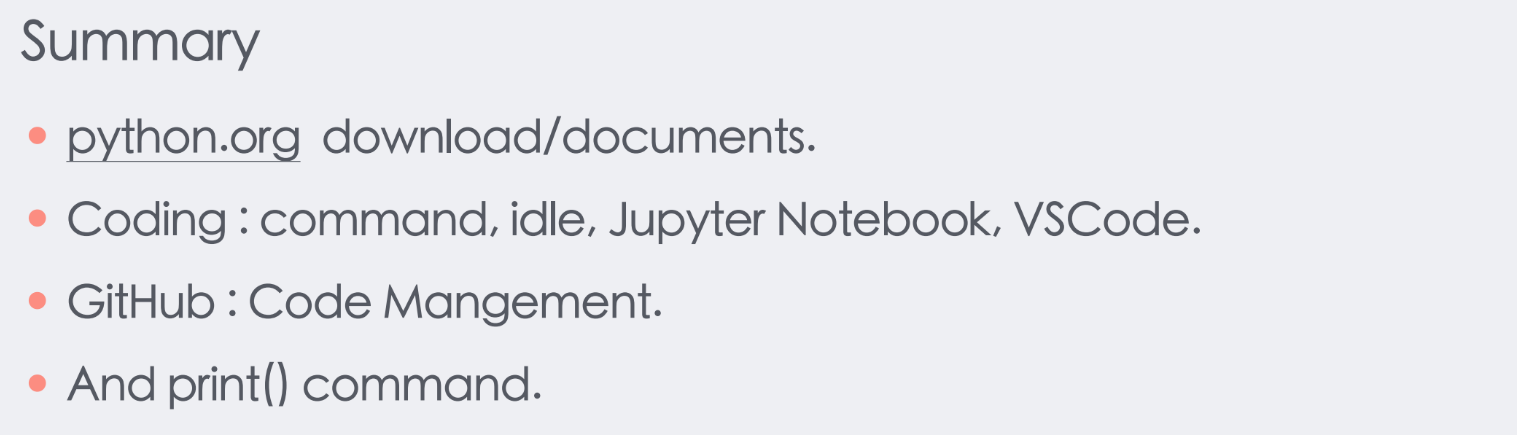 Summary
• python.org download/documents.
• Coding : command, idle, Jupyter Notebook, VSCode.
• GitHub : Code Mangement.
• And print() command.